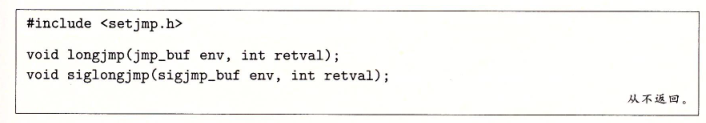 #include <setjmp.h>
void longjmp(jmp_buf env, int retval);
void siglongjmp(sigjmp_buf env, int retval);
从不返回。